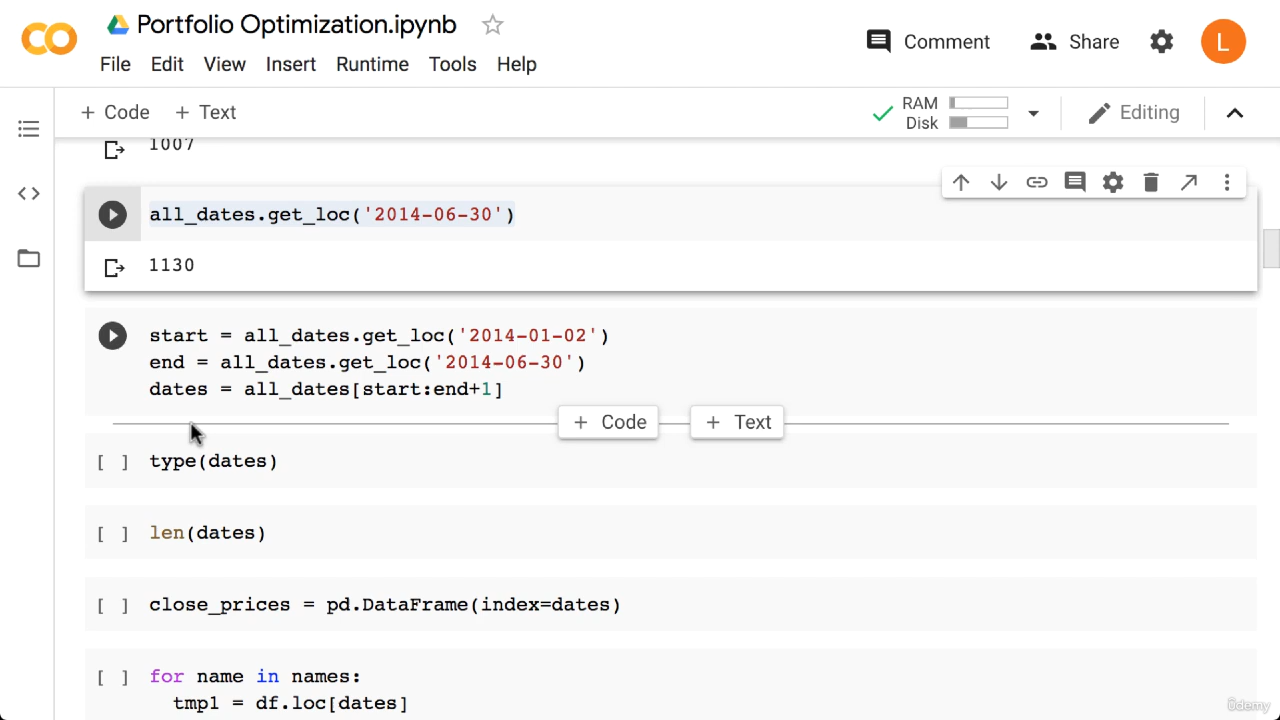 Portfolio Optimization.ipynb
Comment
Share
L
File Edit View Insert Runtime Tools Help
+ Code + Text
RAM
Disk
Editing
1007
all_dates.get_loc('2014-06-30')
1130
start = all_dates.get_loc('2014-01-02')
end = all_dates.get_loc('2014-06-30')
dates = all_dates[start:end+1]
+ Code + Text
[ ] type(dates)
[ ] len(dates)
[ ] close_prices = pd.DataFrame(index=dates)
[ ] for name in names:
tmp1 = df.loc[dates]
ûdemy